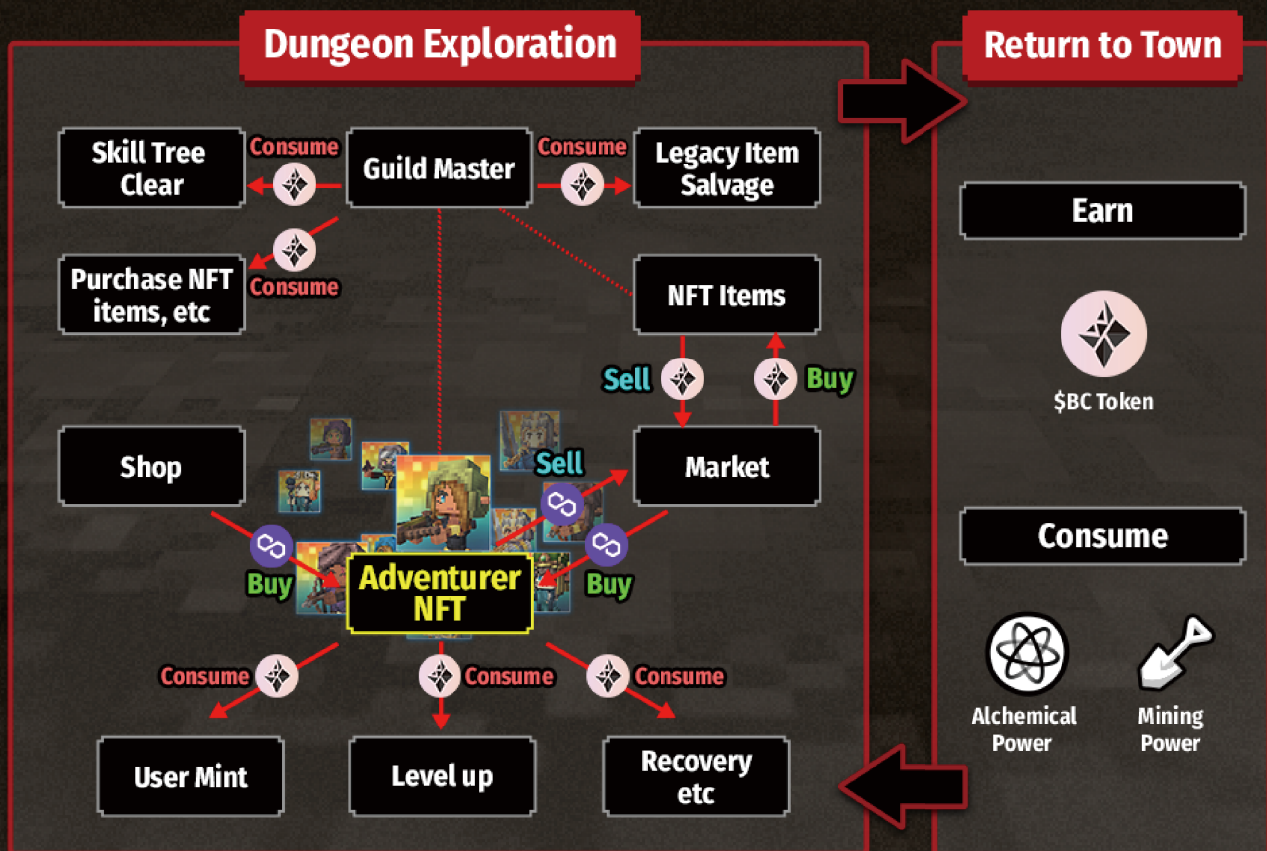 Dungeon Exploration
Return to Town
Skill Tree
Clear
Consume
Guild Master
Consume
Legacy Item
Salvage
Purchase NFT
items, etc
Consume
NFT Items
Sell
Buy
Shop
Sell
Market
Buy
Adventurer
NFT
Buy
Consume
Consume
Consume
User Mint
Level up
Recovery
etc
Earn
$BC Token
Consume
Alchemical
Power
Mining
Power